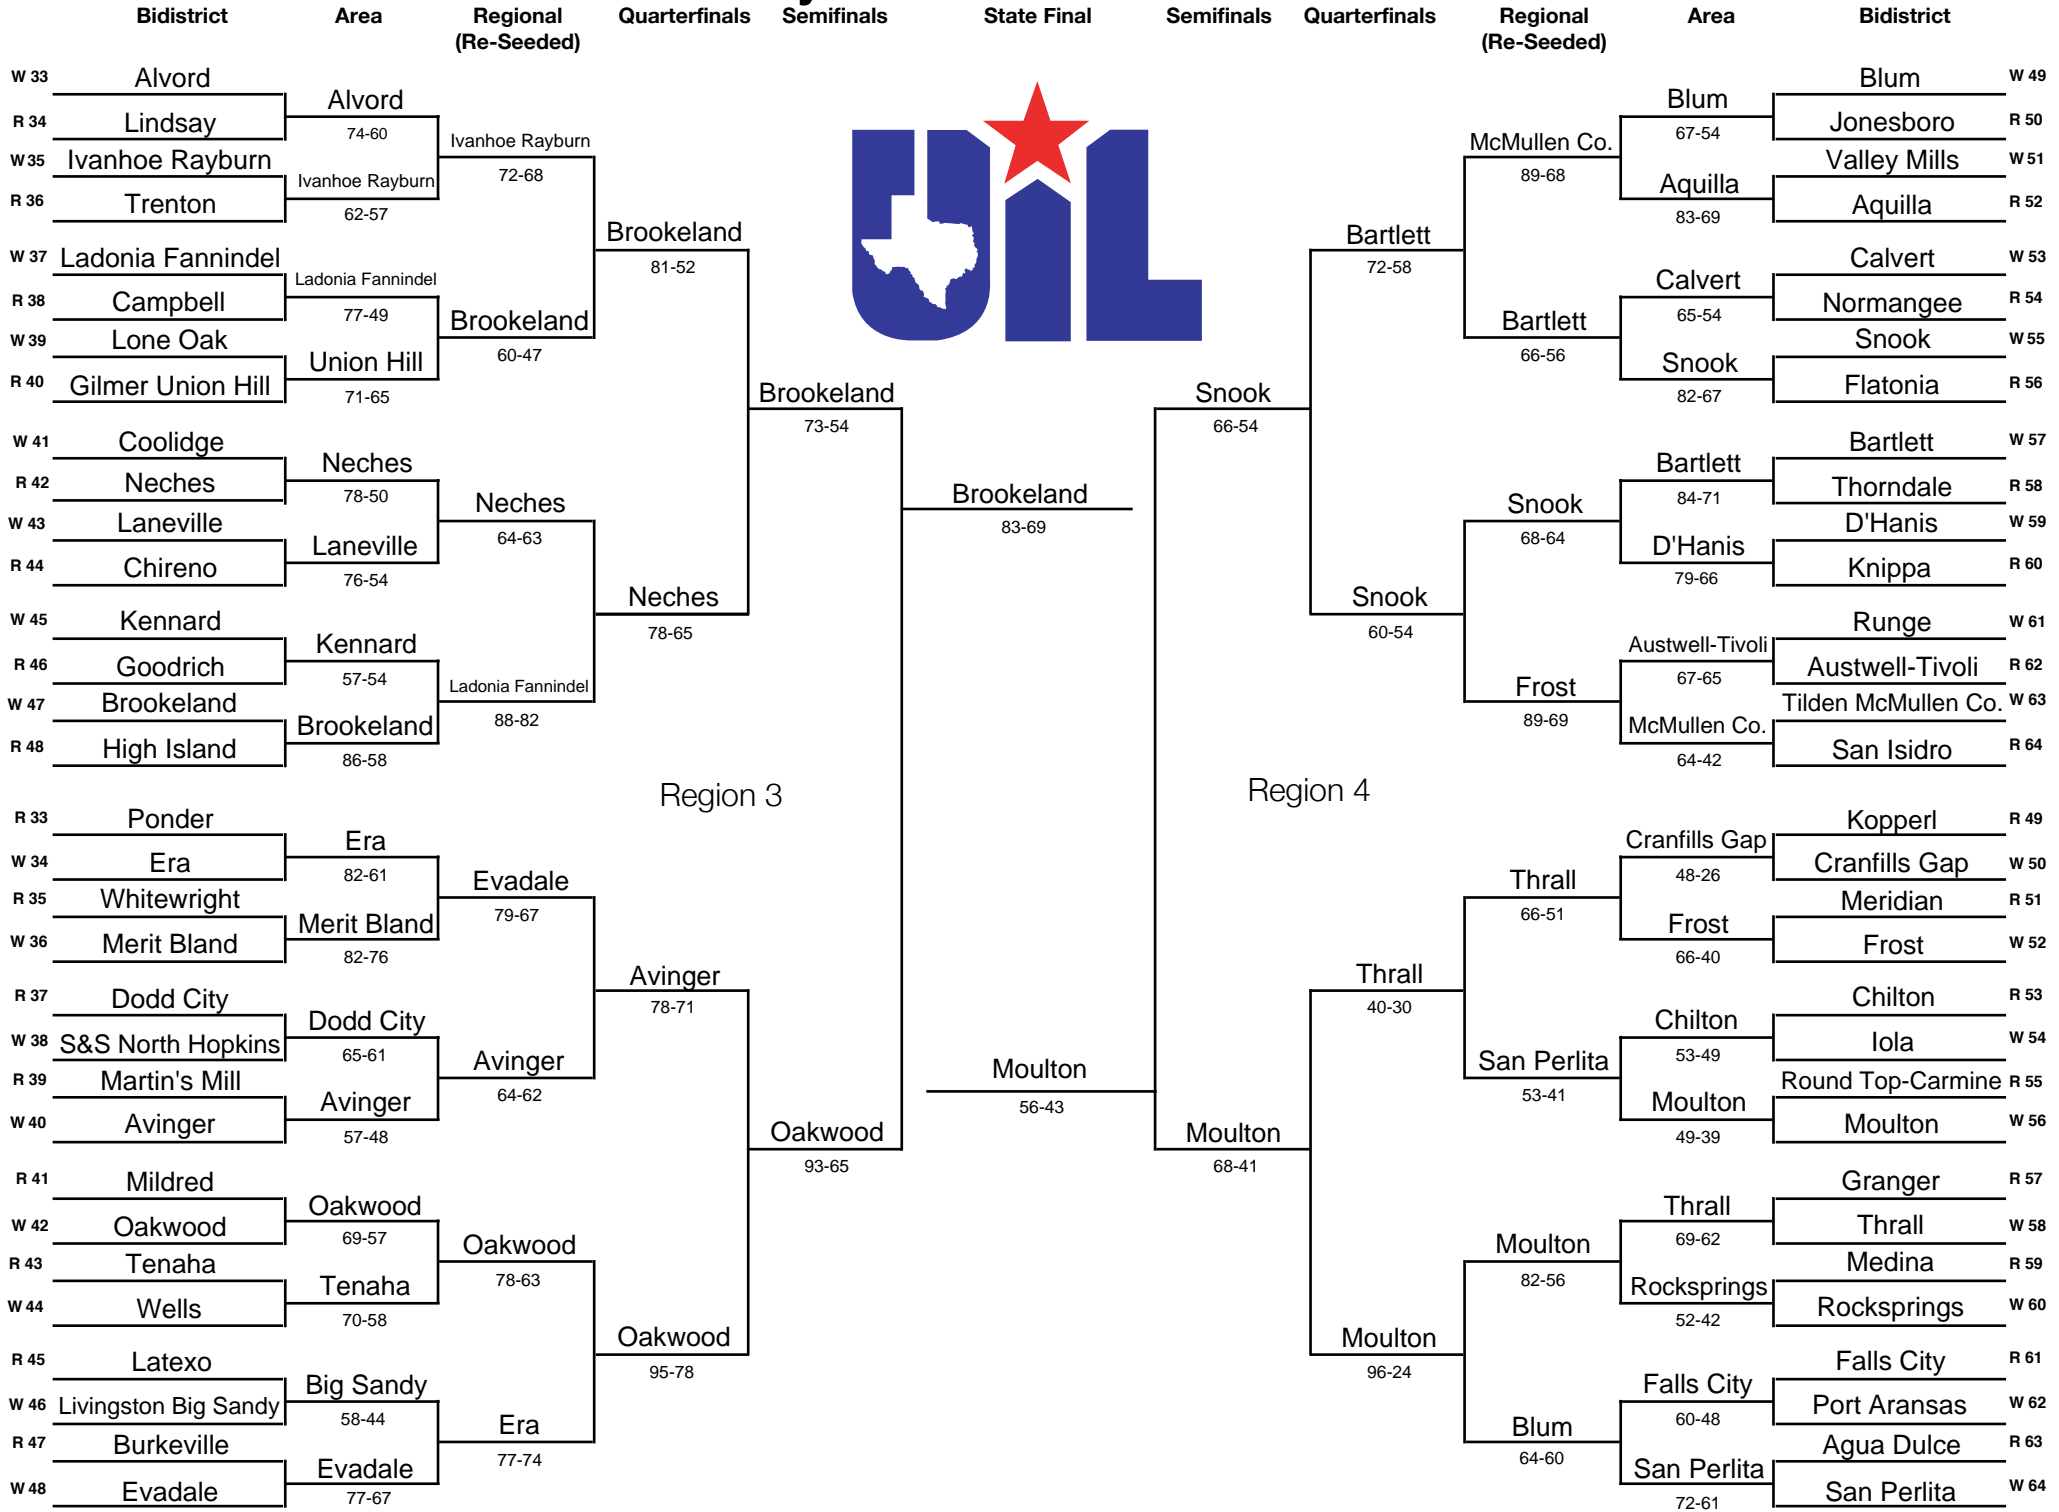 Bidistrict
Area
Regional
(Re-Seeded)
Quarterfinals
Semifinals
State Final
Semifinals
Quarterfinals
Regional
(Re-Seeded)
Area
Bidistrict
W 33
Alvord
R 34
Lindsay
W 35
Ivanhoe Rayburn
R 36
Trenton
W 37
Ladonia Fannindel
R 38
Campbell
W 39
Lone Oak
R 40
Gilmer Union Hill
W 41
Coolidge
R 42
Neches
W 43
Laneville
R 44
Chireno
W 45
Kennard
R 46
Goodrich
W 47
Brookeland
R 48
High Island
R 33
Ponder
W 34
Era
R 35
Whitewright
W 36
Merit Bland
R 37
Dodd City
W 38
S&S North Hopkins
R 39
Martin's Mill
W 40
Avinger
R 41
Mildred
W 42
Oakwood
R 43
Tenaha
W 44
Wells
R 45
Latexo
W 46
Livingston Big Sandy
R 47
Burkeville
W 48
Evadale
Alvord
74-60
Ivanhoe Rayburn
62-57
Ladonia Fannindel
77-49
Union Hill
71-65
Neches
78-50
Laneville
76-54
Kennard
57-54
Brookeland
86-58
Era
82-61
Merit Bland
82-76
Dodd City
65-61
Avinger
57-48
Oakwood
69-57
Tenaha
70-58
Big Sandy
58-44
Evadale
77-67
Ivanhoe Rayburn
72-68
Brookeland
60-47
Neches
64-63
Ladonia Fannindel
88-82
Evadale
79-67
Avinger
64-62
Oakwood
78-63
Era
77-74
Brookeland
81-52
Neches
78-65
Region 3
Avinger
78-71
Oakwood
95-78
Brookeland
73-54
Oakwood
93-65
UIL
Brookeland
83-69
Moulton
56-43
Snook
66-54
Moulton
68-41
Bartlett
72-58
Snook
60-54
Region 4
Thrall
40-30
Moulton
96-24
McMullen Co.
89-68
Bartlett
66-56
Snook
68-64
Frost
89-69
Thrall
66-51
San Perlita
53-41
Moulton
82-56
Blum
64-60
Blum
67-54
Aquilla
83-69
Calvert
65-54
Snook
82-67
Bartlett
84-71
D'Hanis
79-66
Austwell-Tivoli
67-65
McMullen Co.
64-42
Cranfills Gap
48-26
Frost
66-40
Chilton
53-49
Moulton
49-39
Thrall
69-62
Rocksprings
52-42
Falls City
60-48
San Perlita
72-61
Blum
W 49
Jonesboro
R 50
Valley Mills
W 51
Aquilla
R 52
Calvert
W 53
Normangee
R 54
Snook
W 55
Flatonia
R 56
Bartlett
W 57
Thorndale
R 58
D'Hanis
W 59
Knippa
R 60
Runge
W 61
Austwell-Tivoli
R 62
Tilden McMullen Co.
W 63
San Isidro
R 64
Kopperl
R 49
Cranfills Gap
W 50
Meridian
R 51
Frost
W 52
Chilton
R 53
Iola
W 54
Round Top-Carmine
R 55
Moulton
W 56
Granger
R 57
Thrall
W 58
Medina
R 59
Rocksprings
W 60
Falls City
R 61
Port Aransas
W 62
Agua Dulce
R 63
San Perlita
W 64